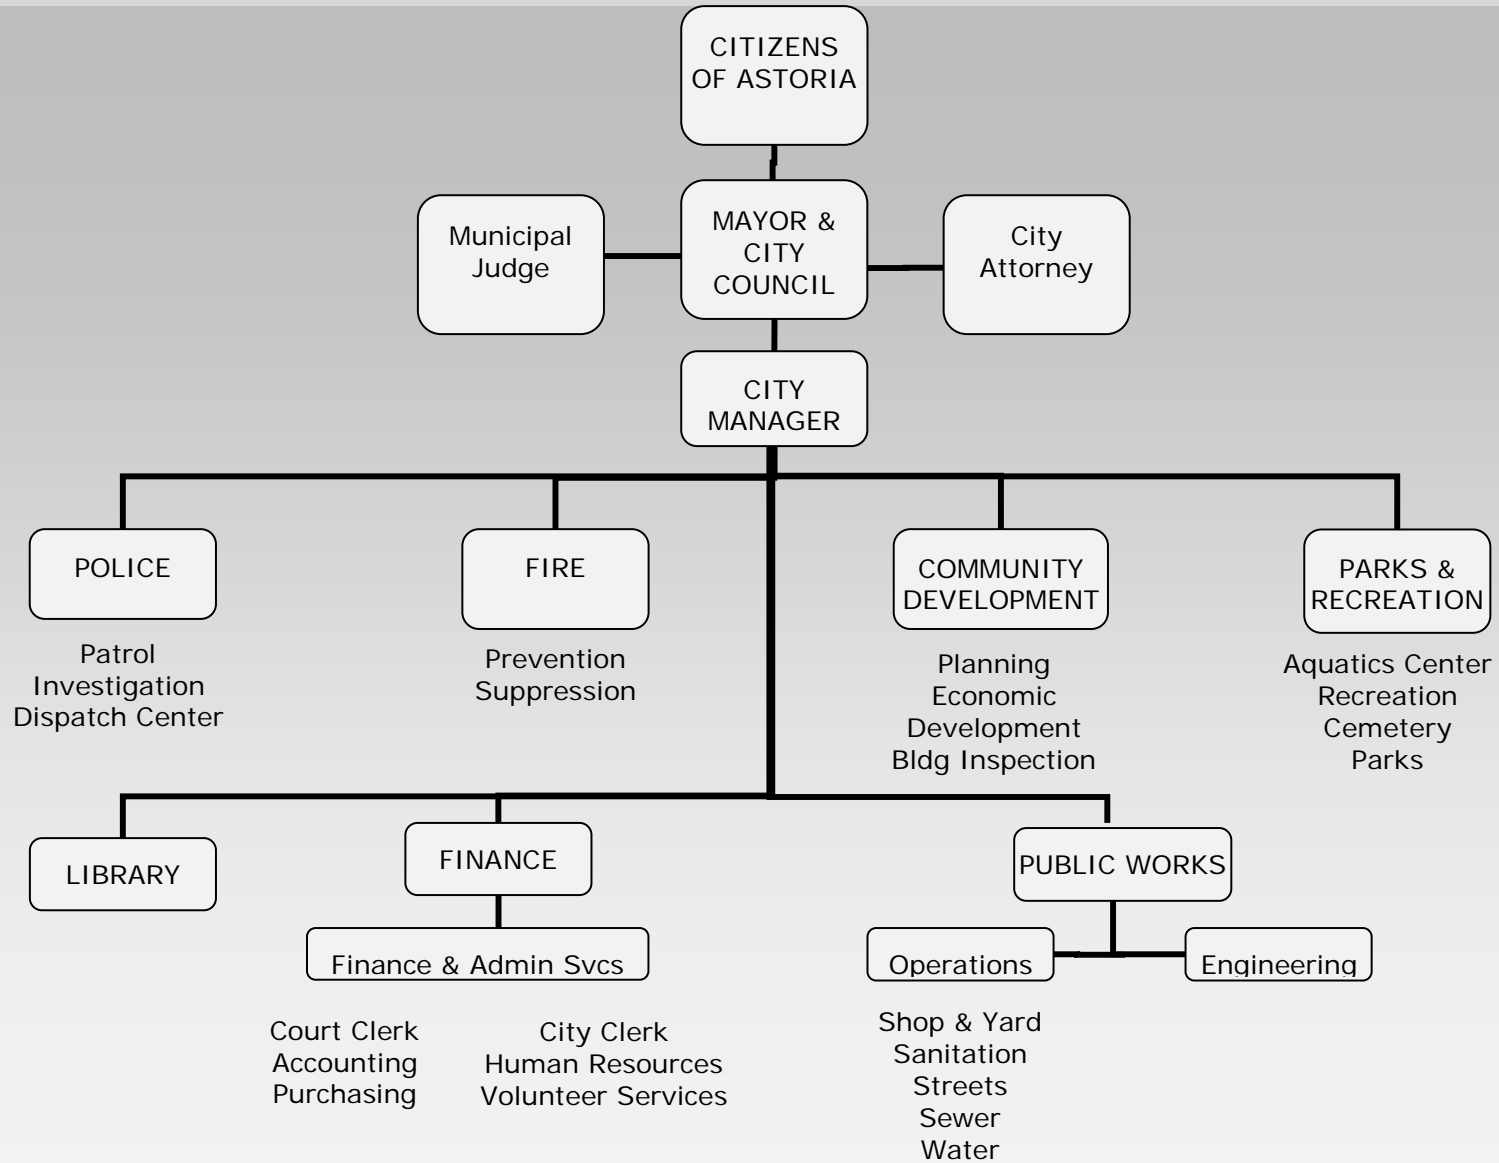 CITIZENS
OF ASTORIA
Municipal
Judge
MAYOR &
CITY
COUNCIL
City
Attorney
CITY
MANAGER
POLICE
Patrol
Investigation
Dispatch Center
FIRE
Prevention
Suppression
COMMUNITY
DEVELOPMENT
Planning
Economic
Development
Bldg Inspection
PARKS &
RECREATION
Aquatics Center
Recreation
Cemetery
Parks
LIBRARY
FINANCE
Finance & Admin Svcs
Court Clerk
Accounting
Purchasing
City Clerk
Human Resources
Volunteer Services
PUBLIC WORKS
Operations
Shop & Yard
Sanitation
Streets
Sewer
Water
Engineering